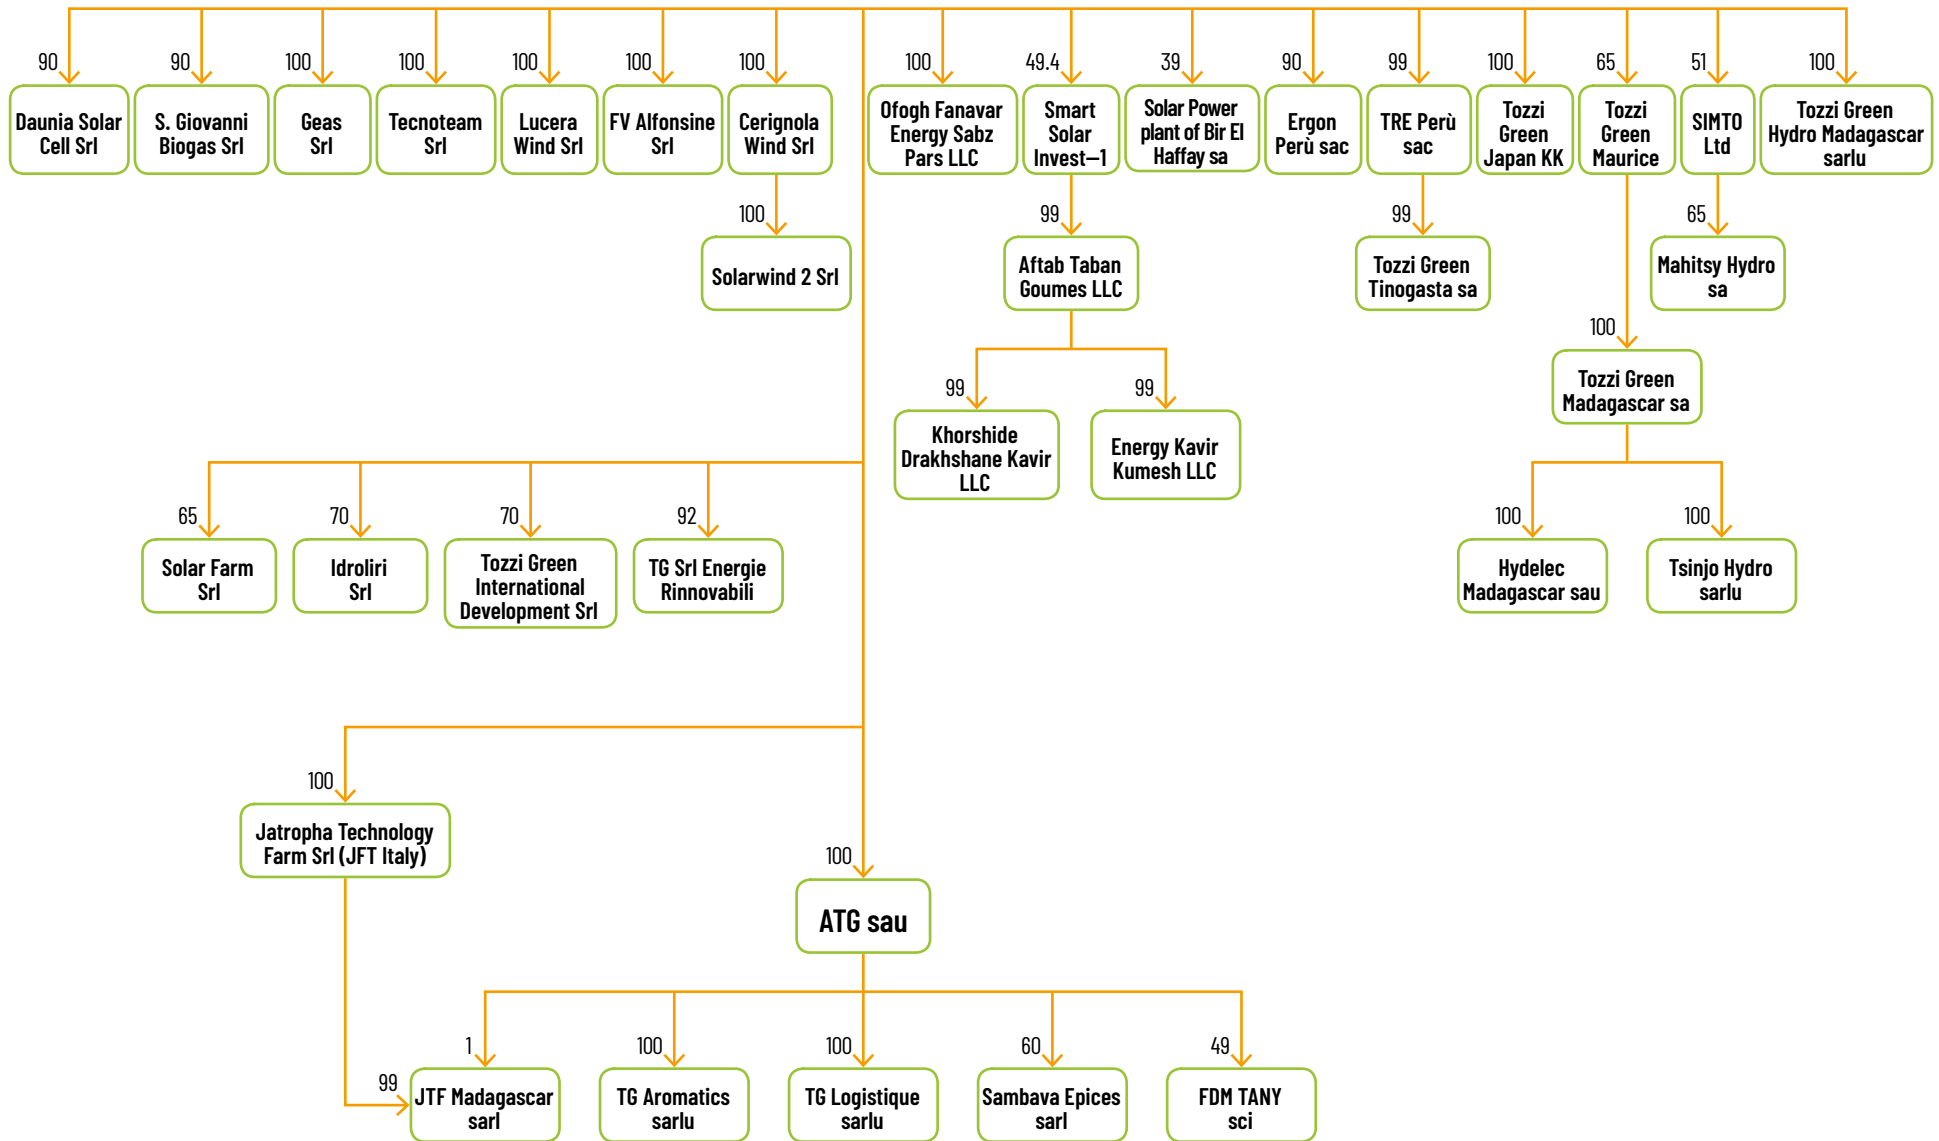 90
Daunia Solar
Cell Srl
90
S. Giovanni
Biogas Srl
100
Geas
Srl
100
Tecnoteam
Srl
100
Lucera
Wind Srl
100
FV Alfonsine
Srl
100
Cerignola
Wind Srl
100
Ofogh Fanavar
Energy Sabz
Pars LLC
49.4
Smart
Solar
Invest–1
39
Solar Power
plant of Bir El
Haffay sa
90
Ergon
Perù sac
99
TRE Perù
sac
100
Tozzi
Green
Japan KK
65
Tozzi
Green
Maurice
51
SIMTO
Ltd
100
Tozzi Green
Hydro Madagascar
sarlu
100
Solarwind 2 Srl
99
Aftab Taban
Goumes LLC
99
Tozzi Green
Tinogasta sa
65
Mahitsy Hydro
sa
100
Tozzi Green
Madagascar sa
99
Khorshide
Drakhshane Kavir
LLC
99
Energy Kavir
Kumesh LLC
65
Solar Farm
Srl
70
Idroliri
Srl
70
Tozzi Green
International
Development Srl
92
TG Srl Energie
Rinnovabili
100
Hydelec
Madagascar sau
100
Tsinjo Hydro
sarlu
100
Jatropha Technology
Farm Srl (JFT Italy)
100
ATG sau
99
1
JTF Madagascar
sarl
100
TG Aromatics
sarlu
100
TG Logistique
sarlu
60
Sambava Epices
sarl
49
FDM TANY
sci